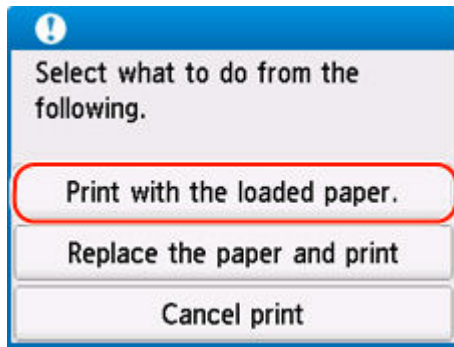 Select what to do from the
following.
Print with the loaded paper.
Replace the paper and print
Cancel print